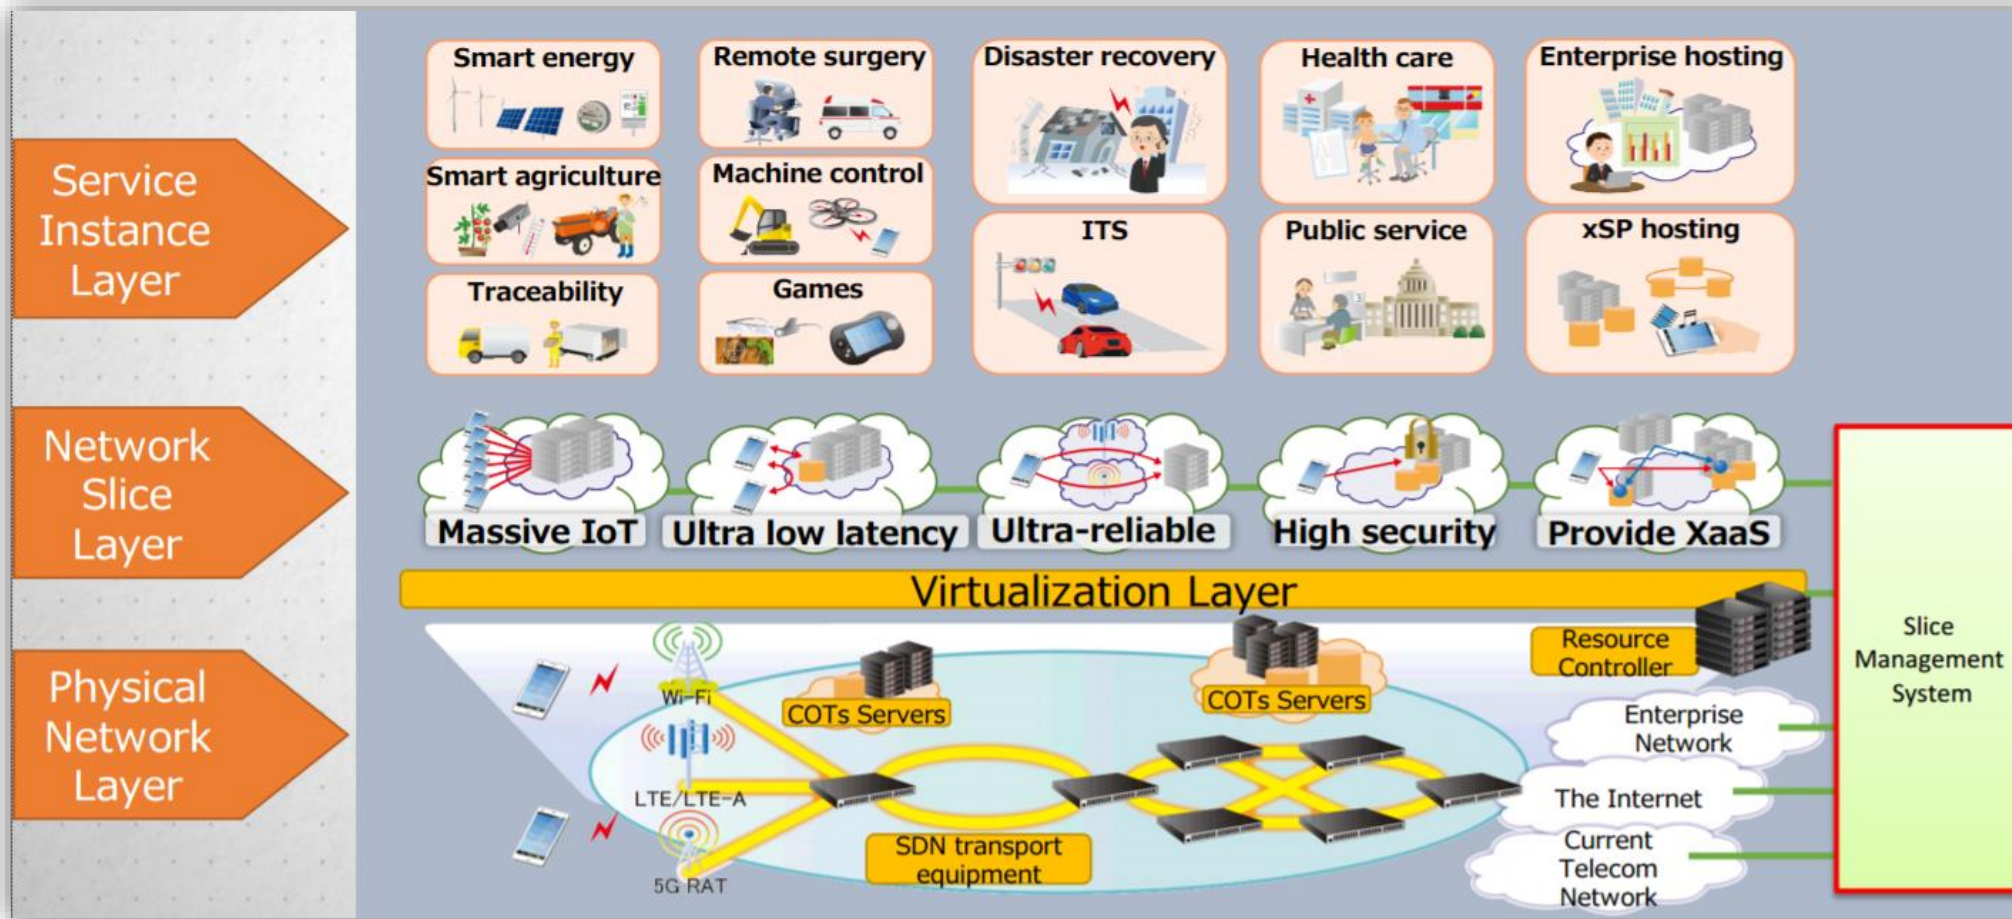 Service
Instance
Layer
Smart energy
Remote surgery
Disaster recovery
Health care
Enterprise hosting
Smart agriculture
Machine control
ITS
Public service
xSP hosting
Traceability
Games
Network
Slice
Layer
Massive IoT
Ultra low latency
Ultra-reliable
High security
Provide XaaS
Virtualization Layer
Physical
Network
Layer
Wi-Fi
COTs Servers
COTs Servers
Resource
Controller
LTE/LTE-A
5G RAT
SDN transport
equipment
Enterprise
Network
The Internet
Current
Telecom
Network
Slice
Management
System